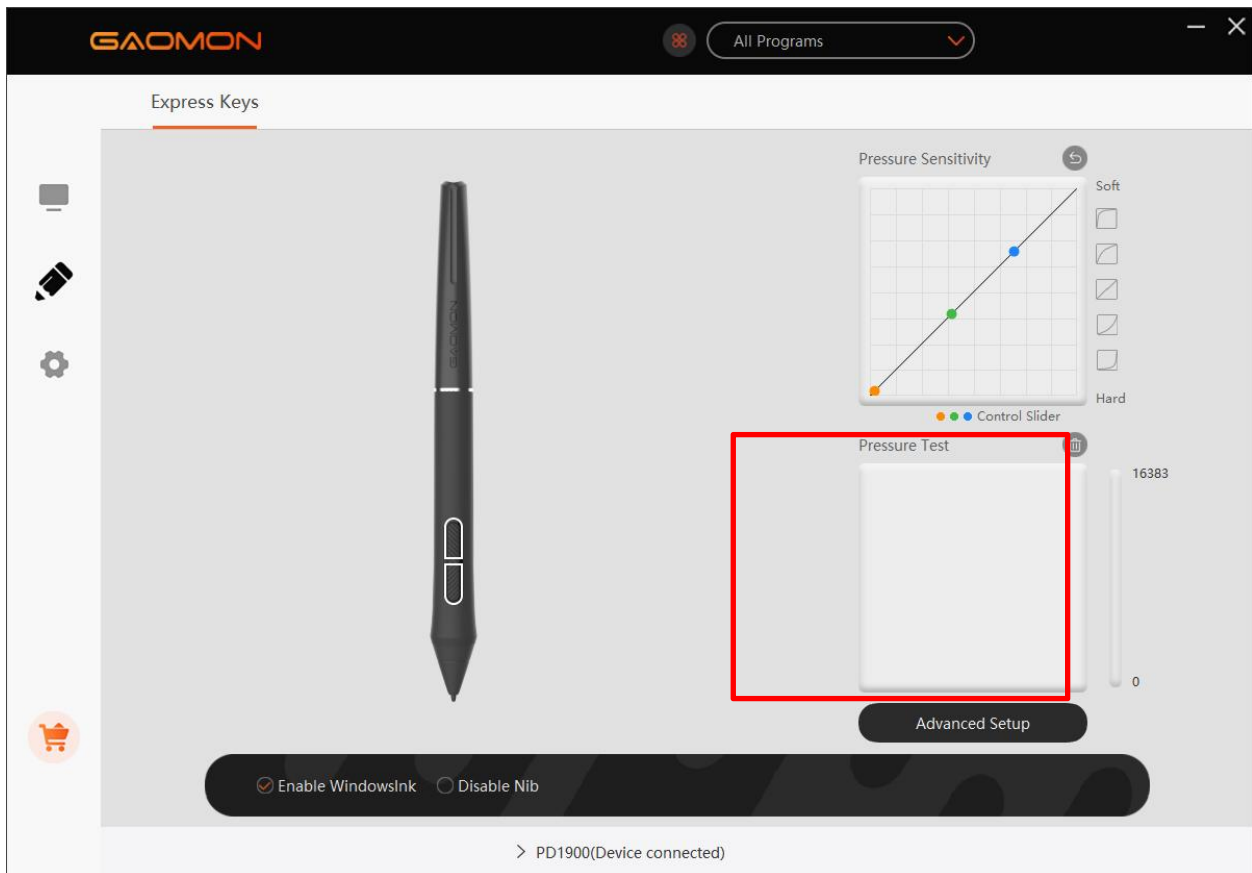 GAOMON
All Programs
Express Keys
Pressure Sensitivity
Soft
GAOMON
Hard
Control Slider
Pressure Test
16383
0
Advanced Setup
Enable WindowsInk
Disable Nib
PD1900(Device connected)